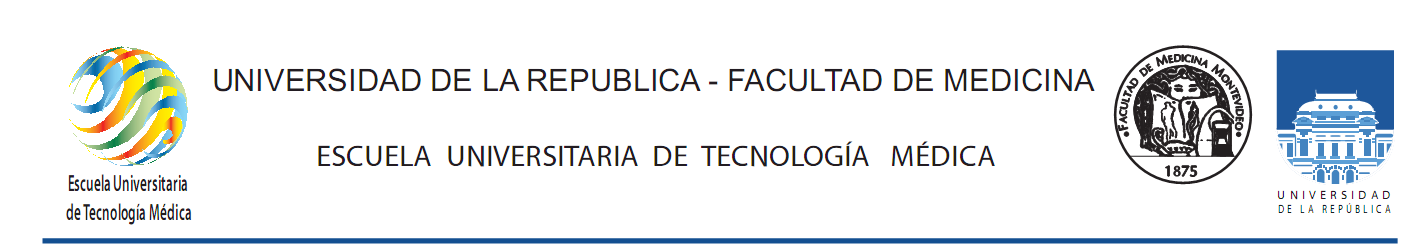 Escuela Universitaria
de Tecnología Médica
UNIVERSIDAD DE LA REPUBLICA - FACULTAD DE MEDICINA
ESCUELA UNIVERSITARIA DE TECNOLOGÍA MÉDICA
FACULTAD DE MEDICINA MONTEVIDEO
1875
UNIVERSIDAD
DE LA REPÚBLICA